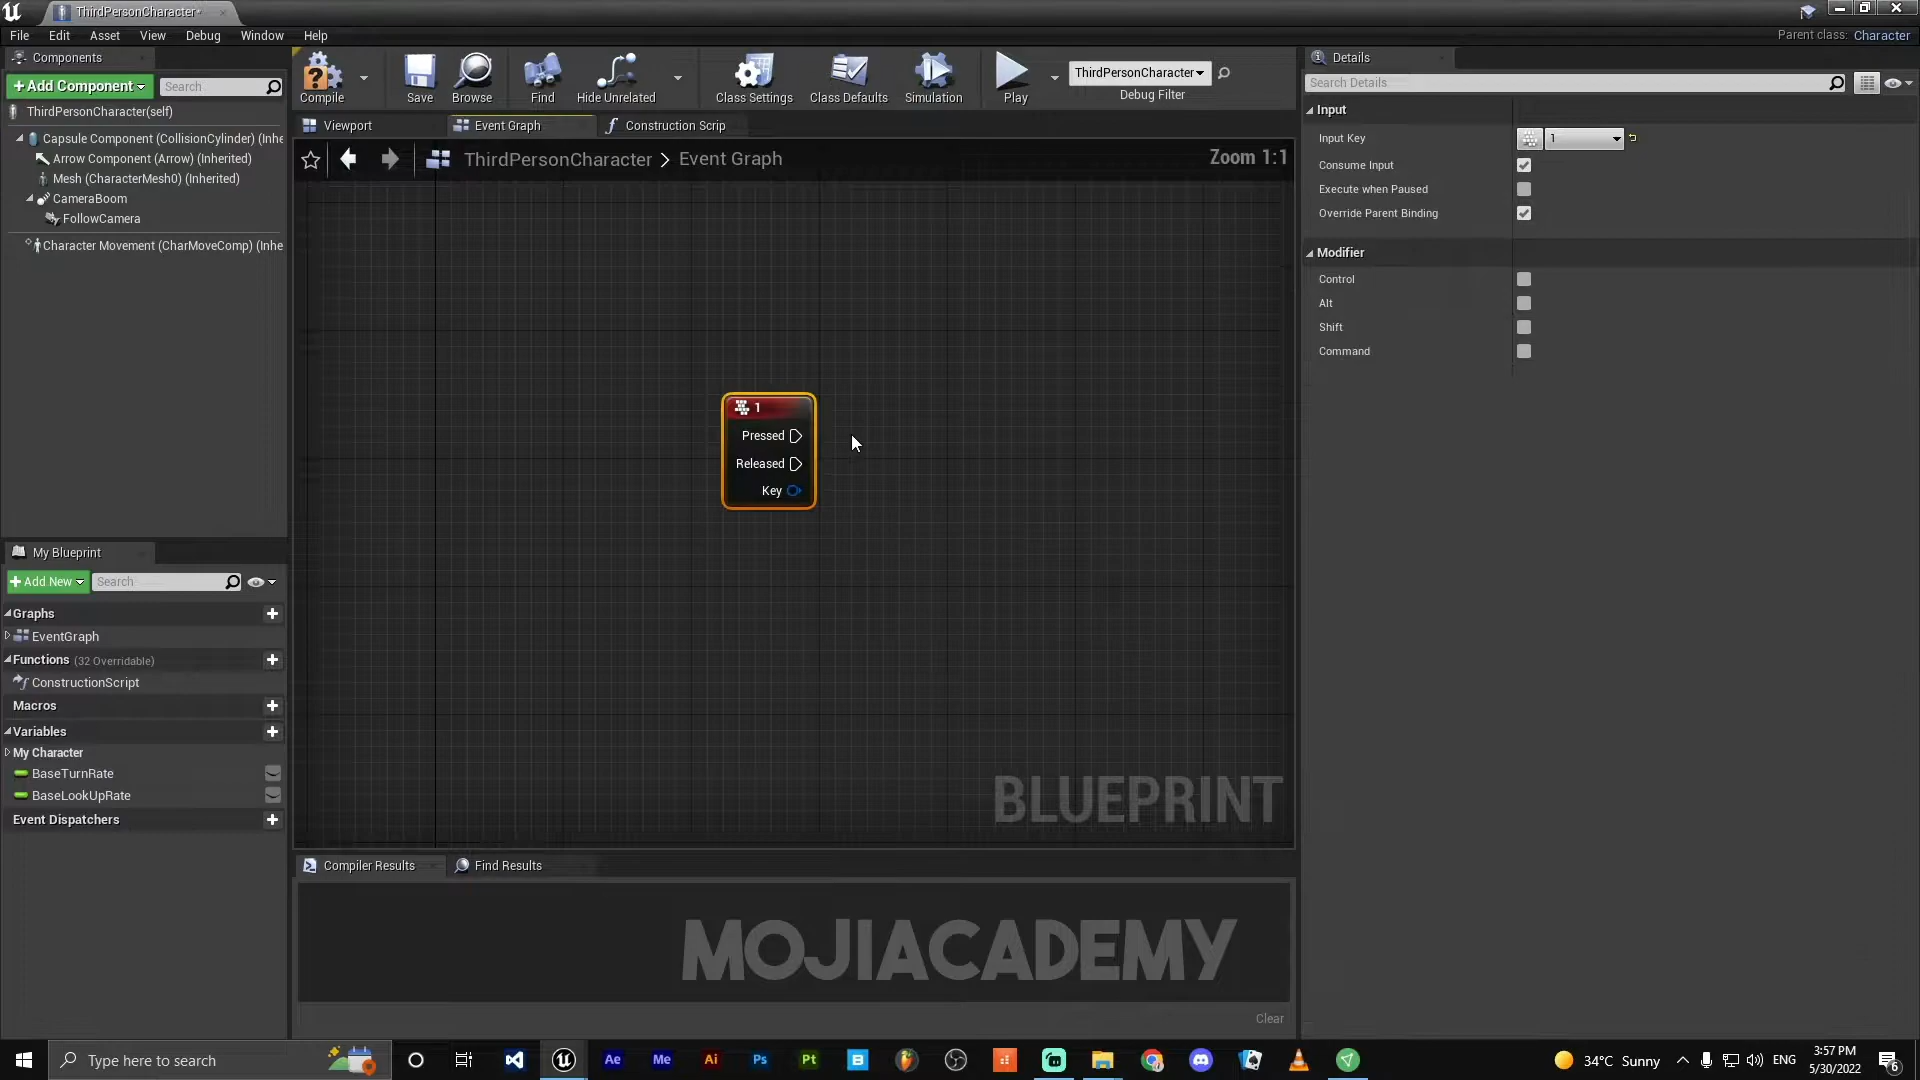 ThirdPersonCharacter*
File Edit Asset View Debug Window Help
Parent class: Character
Components
+Add Component
Search
ThirdPersonCharacter(self)
Capsule Component (CollisionCylinder) (Inhe
Arrow Component (Arrow) (Inherited)
Mesh (CharacterMesh0) (Inherited)
CameraBoom
FollowCamera
Character Movement (CharMoveComp) (Inhe
Compile
Save
Browse
Find
Hide Unrelated
Class Settings
Class Defaults
Simulation
Play
ThirdPersonCharacter
Debug Filter
Viewport
Event Graph
Construction Scrip
ThirdPersonCharacter > Event Graph
Zoom 1:1
1
Pressed
Released
Key
BLUEPRINT
My Blueprint
+Add New
Search
Graphs
EventGraph
Functions (32 Overridable)
ConstructionScript
Macros
Variables
My Character
BaseTurnRate
BaseLookUpRate
Event Dispatchers
Compiler Results
Find Results
MOJIACADEMY
Clear
Details
Search Details
Input
Input Key
1
Consume Input
Execute when Paused
Override Parent Binding
Modifier
Control
Alt
Shift
Command
Type here to search
Ae
Me
Ai
Ps
Pt
34°C Sunny
ENG
3:57 PM
5/30/2022
6